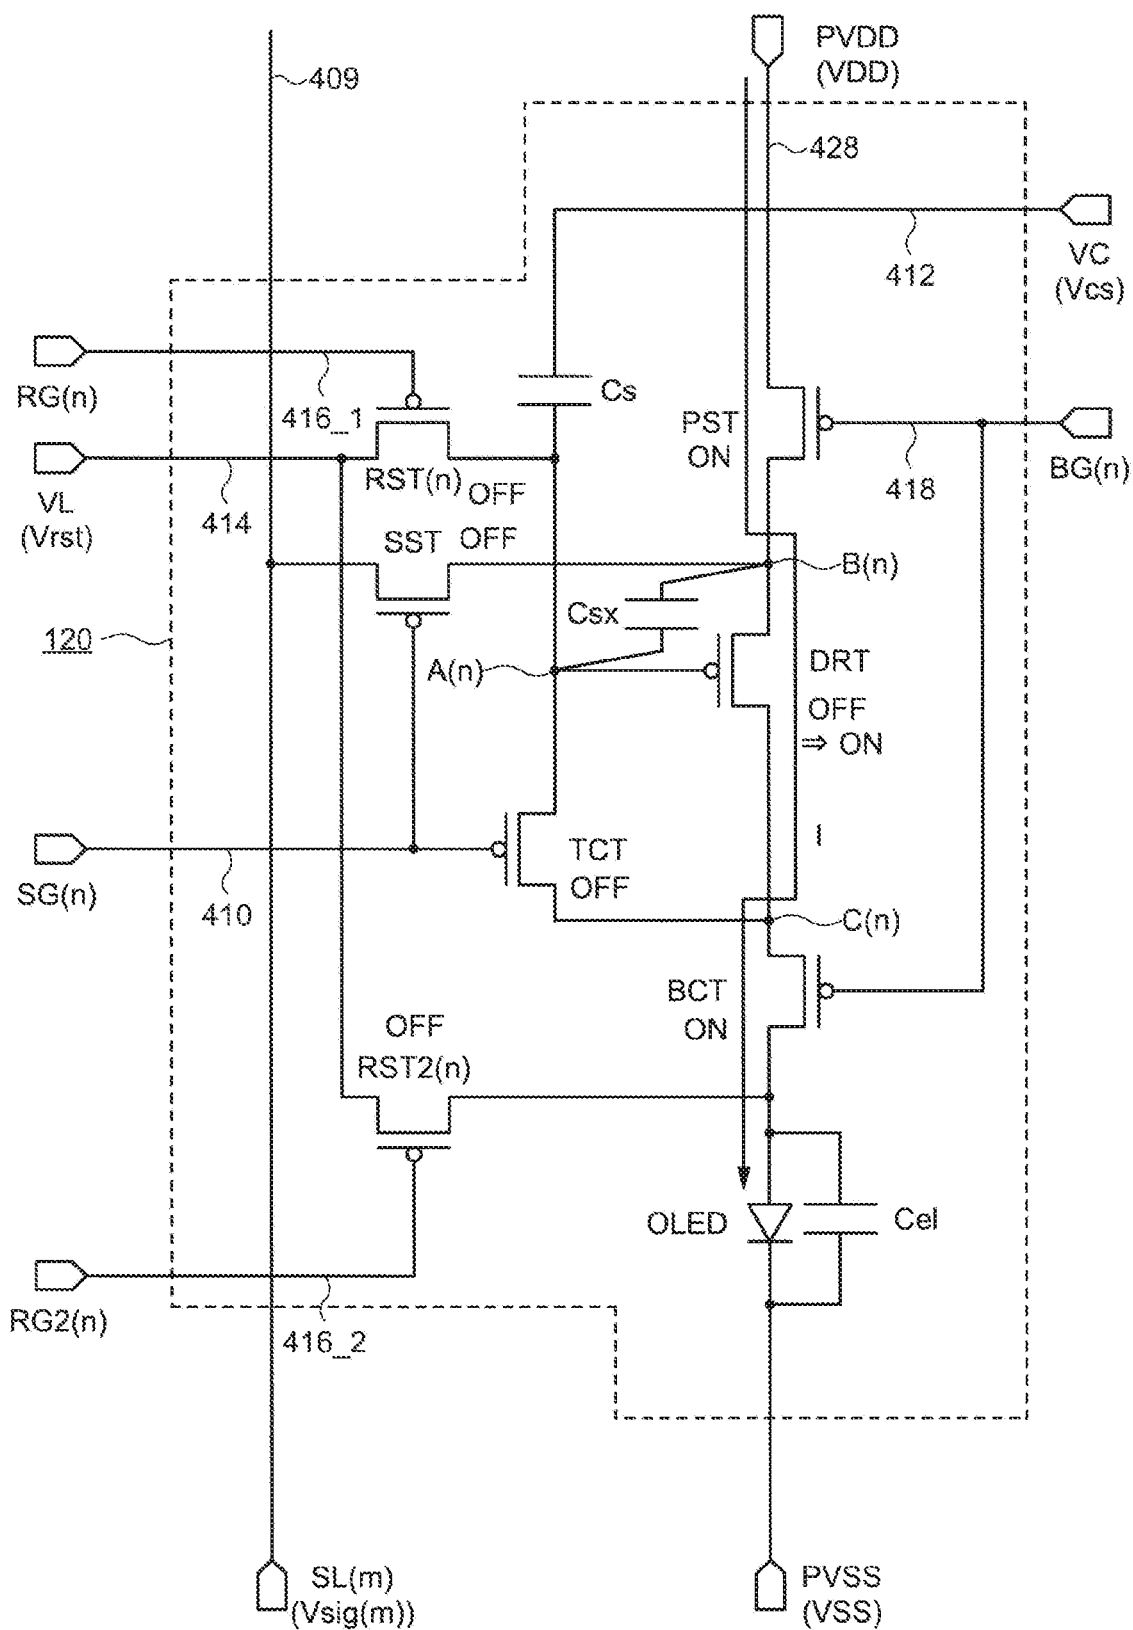 PVDD
(VDD)
409
428
412
VC
(Vcs)
RG(n)
416_1
Cs
PST
ON
418
BG(n)
VL
(Vrst)
414
RST(n)
OFF
SST
OFF
B(n)
Csx
120
A(n)
DRT
OFF
⇒ ON
I
SG(n)
410
TCT
OFF
C(n)
BCT
ON
OFF
RST2(n)
OLED
Cel
RG2(n)
416_2
SL(m)
(Vsig(m))
PVSS
(VSS)